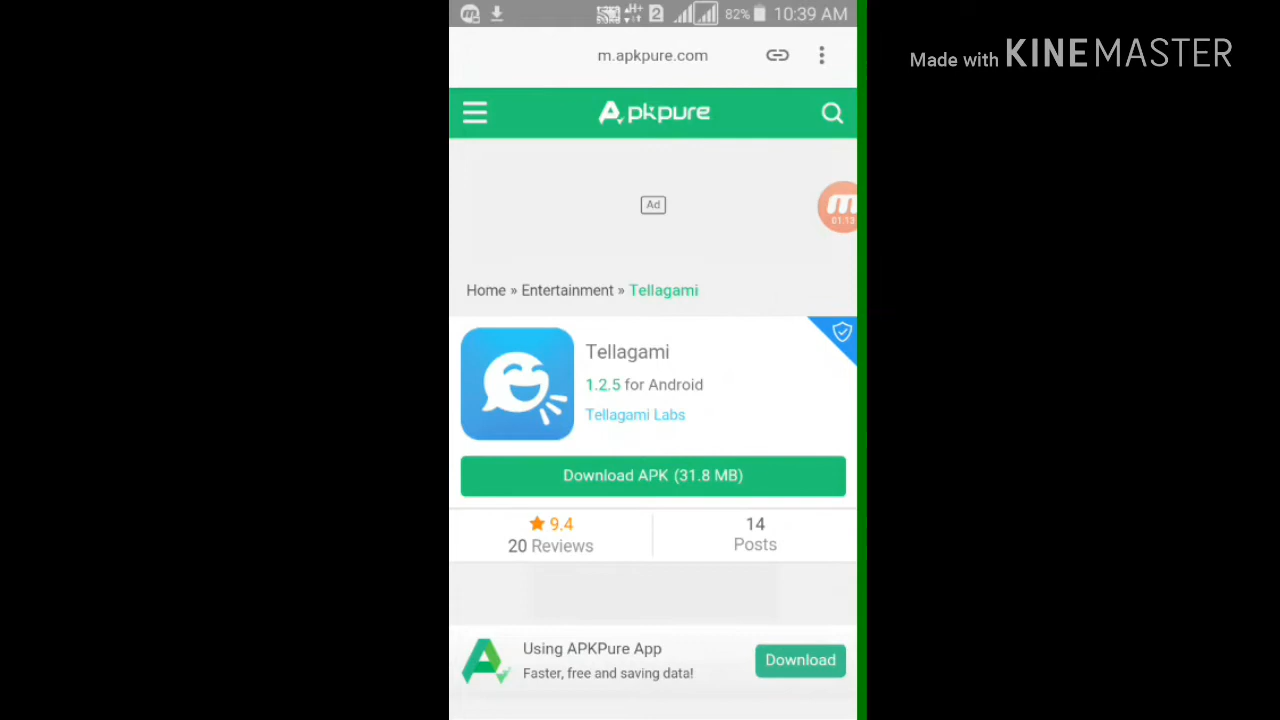 82% 10:39 AM
Made with KINEMASTER
m.apkpure.com
Apkpure
Ad
01:13
Home » Entertainment » Tellagami
Tellagami
1.2.5 for Android
Tellagami Labs
Download APK (31.8 MB)
9.4
20 Reviews
14
Posts
Using APKPure App
Faster, free and saving data!
Download